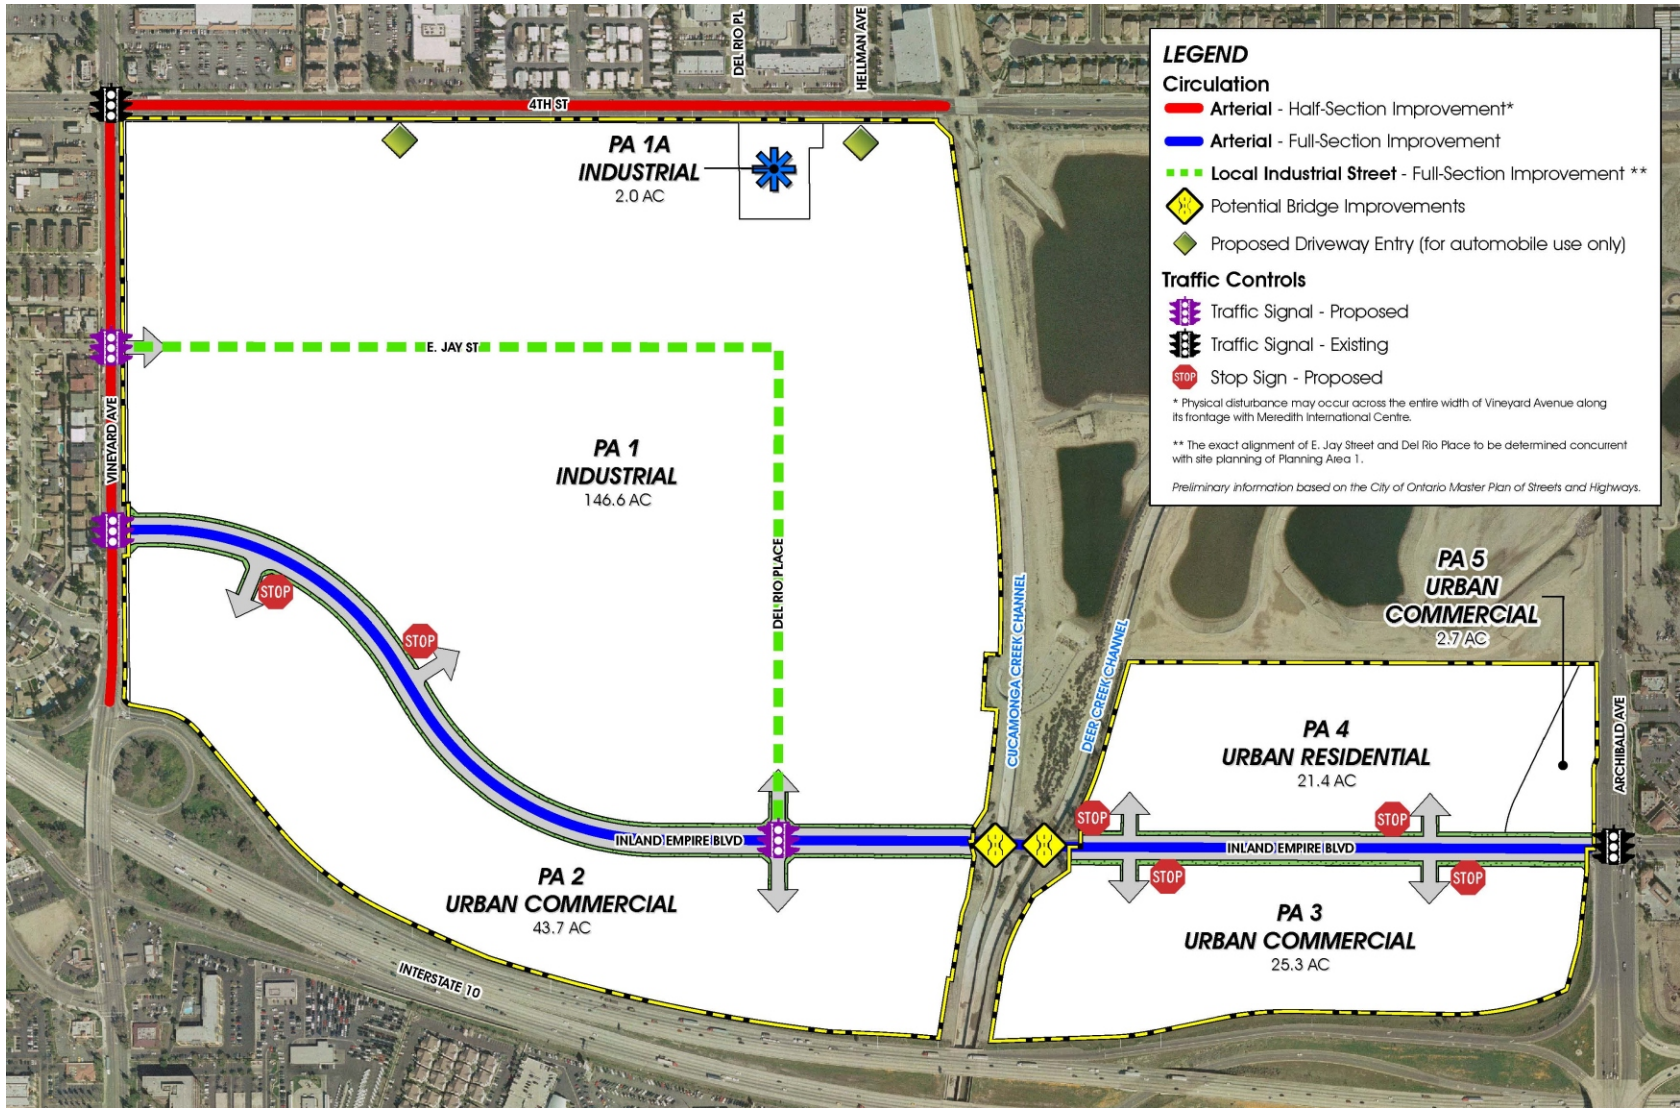 DEL RIO PL
HELLMAN AVE
4TH ST
LEGEND
Circulation
Arterial - Half-Section Improvement*
Arterial - Full-Section Improvement
Local Industrial Street - Full-Section Improvement **
Potential Bridge Improvements
Proposed Driveway Entry (for automobile use only)
Traffic Controls
Traffic Signal - Proposed
Traffic Signal - Existing
STOP
Stop Sign - Proposed
* Physical disturbance may occur across the entire width of Vineyard Avenue along
its frontage with Meredith International Centre.
** The exact alignment of E. Jay Street and Del Rio Place to be determined concurrent
with site planning of Planning Area 1.
Preliminary information based on the City of Ontario Master Plan of Streets and Highways.
PA 1A
INDUSTRIAL
2.0 AC
E. JAY ST
VINEYARD AVE
PA 1
INDUSTRIAL
146.6 AC
DEL RIO PLACE
STOP
STOP
CUCAMONGA CREEK CHANNEL
DEER CREEK CHANNEL
PA 5
URBAN
COMMERCIAL
2.7 AC
ARCHIBALD AVE
PA 4
URBAN RESIDENTIAL
21.4 AC
STOP
STOP
INLAND EMPIRE BLVD
INLAND EMPIRE BLVD
STOP
STOP
PA 2
URBAN COMMERCIAL
43.7 AC
PA 3
URBAN COMMERCIAL
25.3 AC
INTERSTATE 10